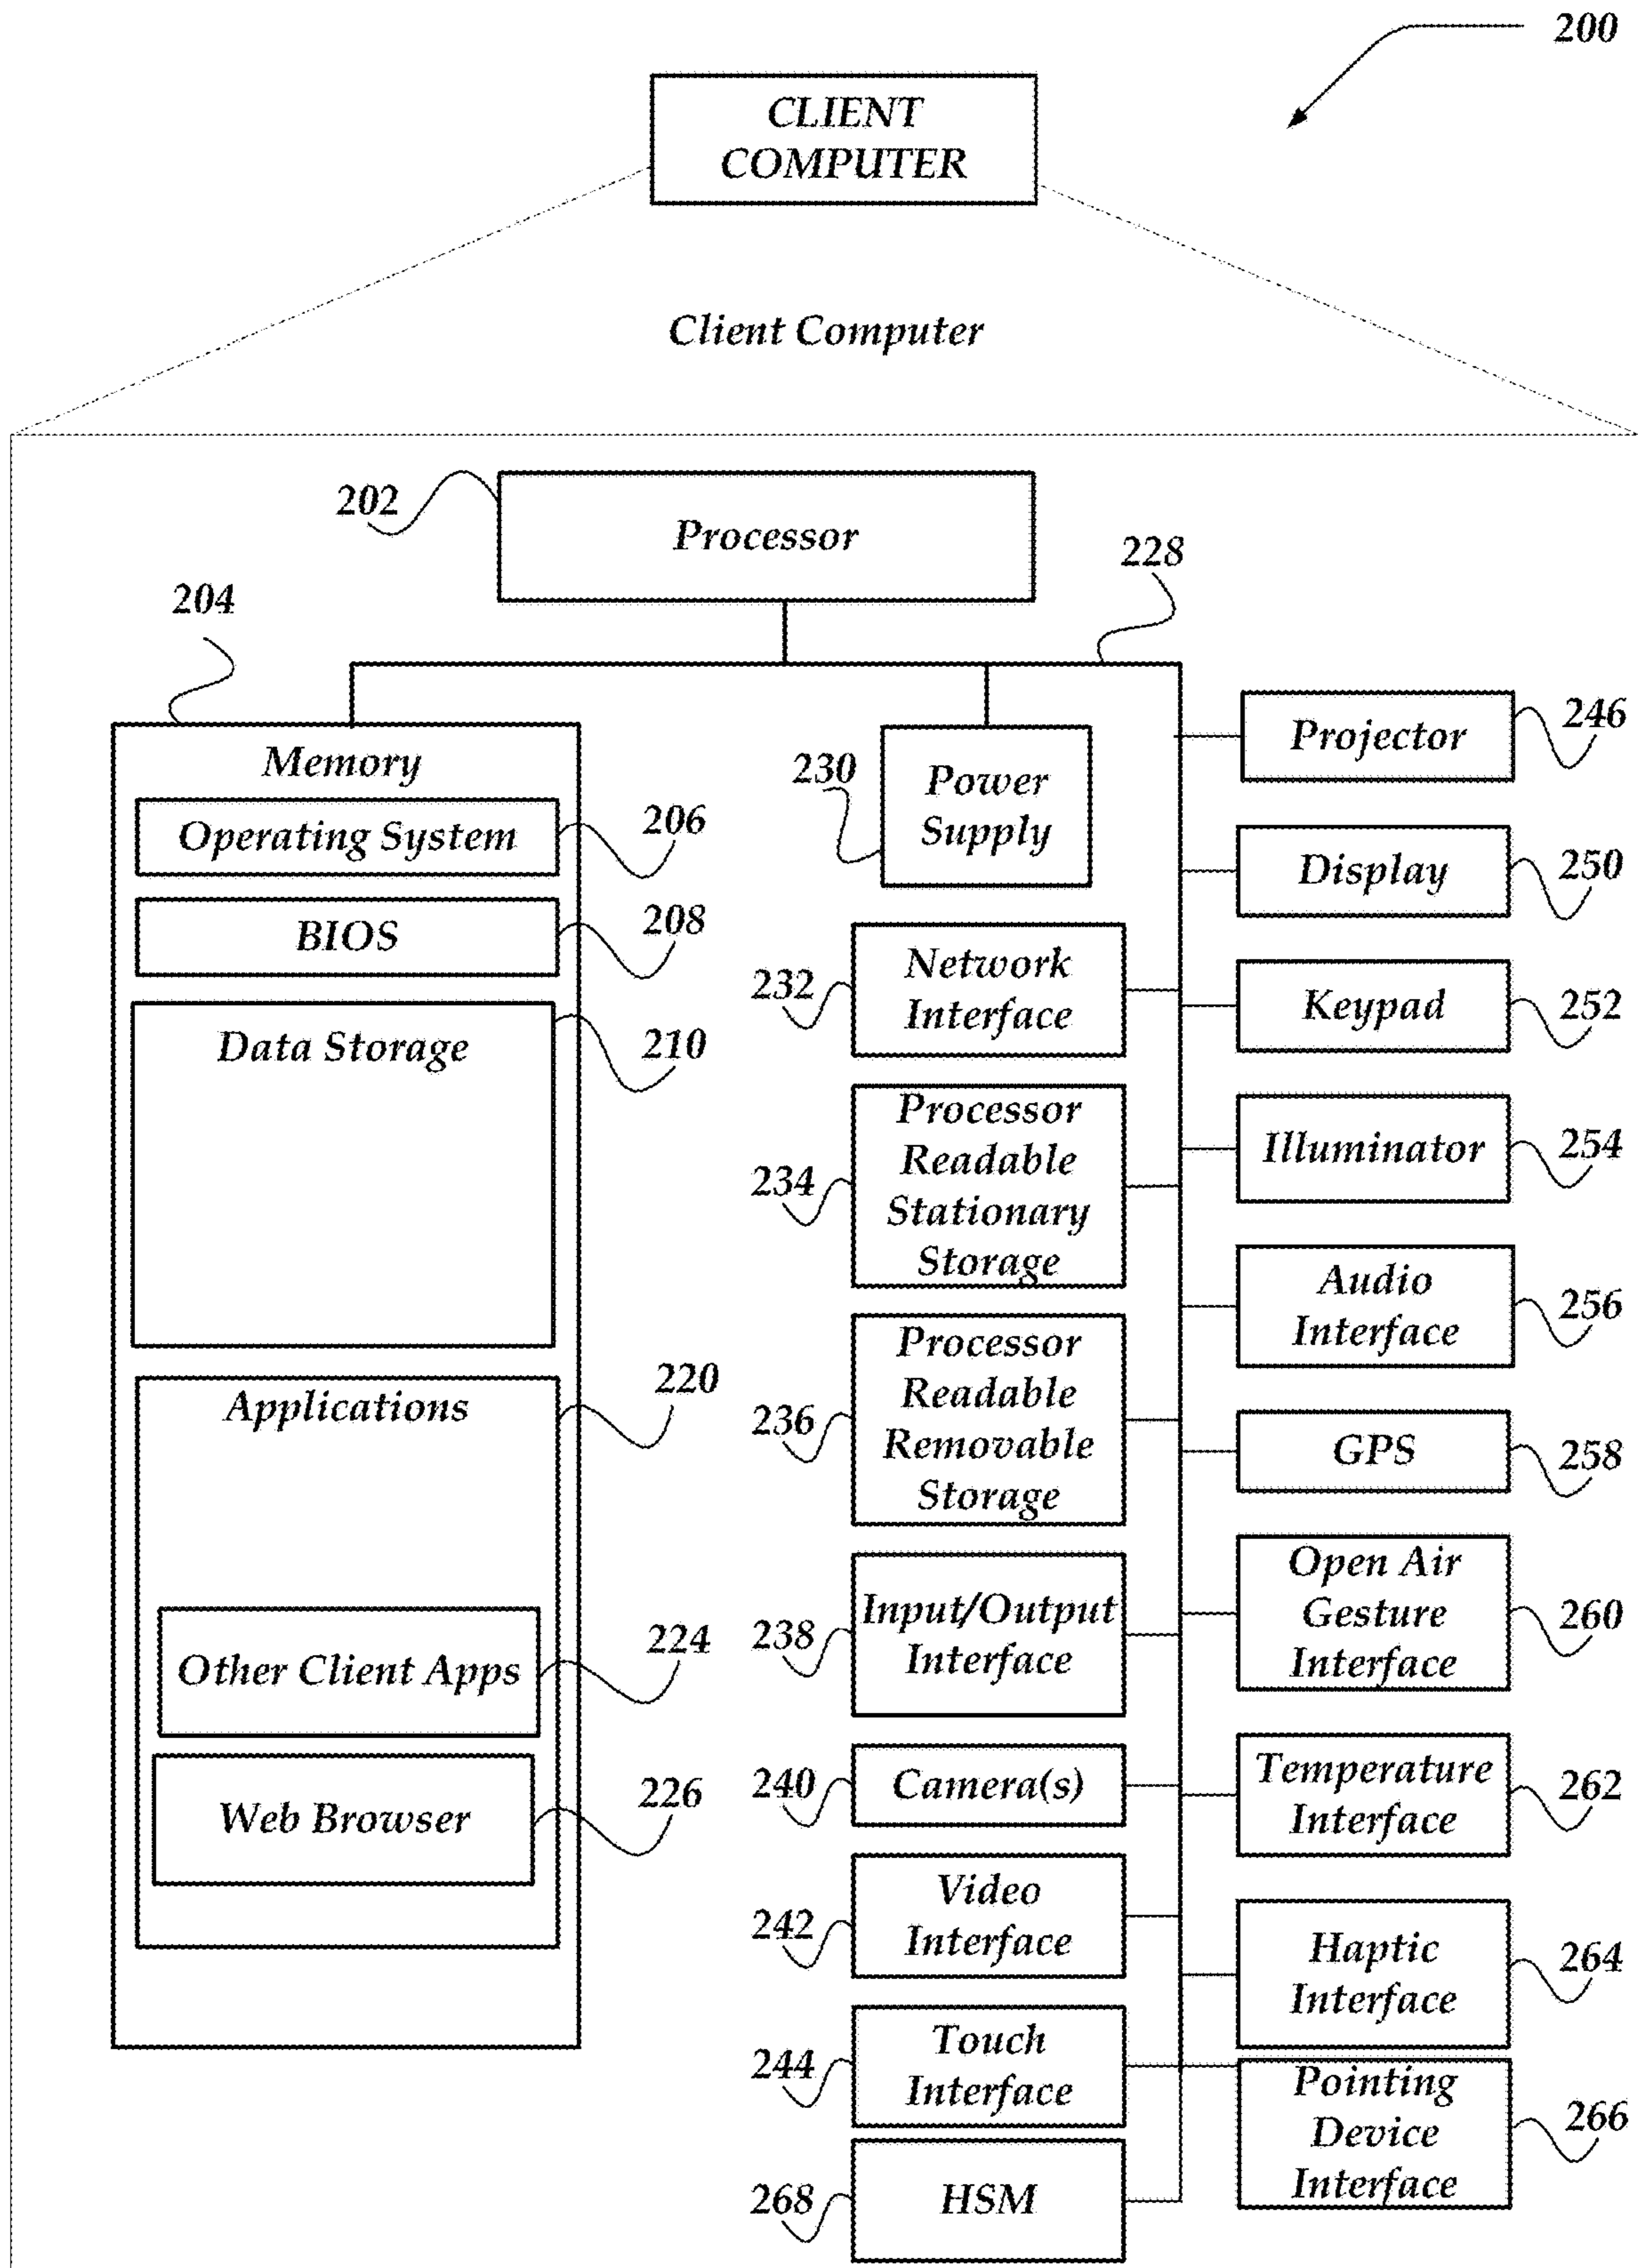 200
CLIENT
COMPUTER
Client Computer
202
Processor
228
204
Memory
Operating System
206
BIOS
208
Data Storage
210
Applications
220
Other Client Apps
224
Web Browser
226
230
Power
Supply
232
Network
Interface
234
Processor
Readable
Stationary
Storage
236
Processor
Readable
Removable
Storage
238
Input/Output
Interface
240
Camera(s)
242
Video
Interface
244
Touch
Interface
268
HSM
Projector
246
Display
250
Keypad
252
Illuminator
254
Audio
Interface
256
GPS
258
Open Air
Gesture
Interface
260
Temperature
Interface
262
Haptic
Interface
264
Pointing
Device
Interface
266